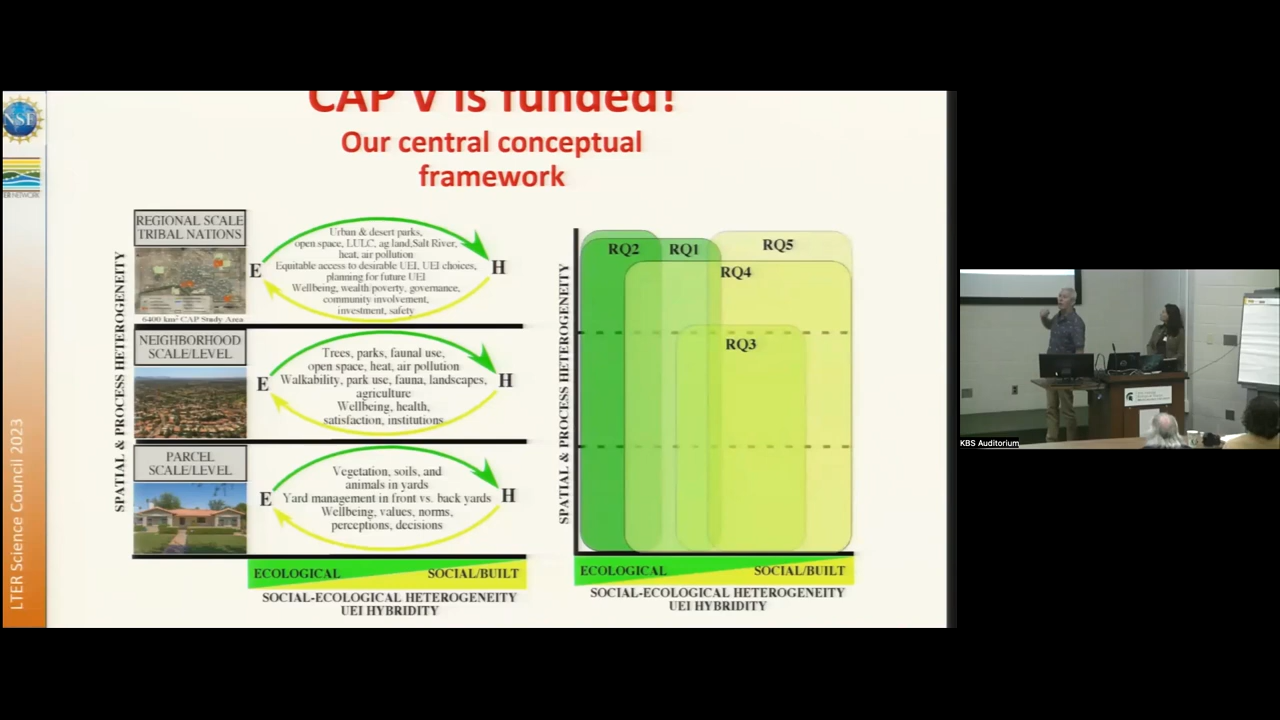 CAP V is funded!
Our central conceptual
framework
NSF
LTER Science Council 2023
SPATIAL & PROCESS HETEROGENEITY
REGIONAL SCALE
TRIBAL NATIONS
6400 km² CAP Study Area
E
Urban & desert parks,
open space, LULC, ag land,Salt River,
heat, air pollution
Equitable access to desirable UEI, UEI choices,
planning for future UEI
Wellbeing, wealth/poverty, governance,
community involvement,
investment, safety
H
NEIGHBORHOOD
SCALE/LEVEL
E
Trees, parks, faunal use,
open space, heat, air pollution
Walkability, park use, fauna, landscapes,
agriculture
Wellbeing, health,
satisfaction, institutions
H
PARCEL
SCALE/LEVEL
E
Vegetation, soils, and
animals in yards
Yard management in front vs. back yards
Wellbeing, values, norms,
perceptions, decisions
H
ECOLOGICAL
SOCIAL/BUILT
SOCIAL-ECOLOGICAL HETEROGENEITY
UEI HYBRIDITY
SPATIAL & PROCESS HETEROGENEITY
RQ2
RQ1
RQ5
RQ4
RQ3
ECOLOGICAL
SOCIAL/BUILT
SOCIAL-ECOLOGICAL HETEROGENEITY
UEI HYBRIDITY
KBS Auditorium